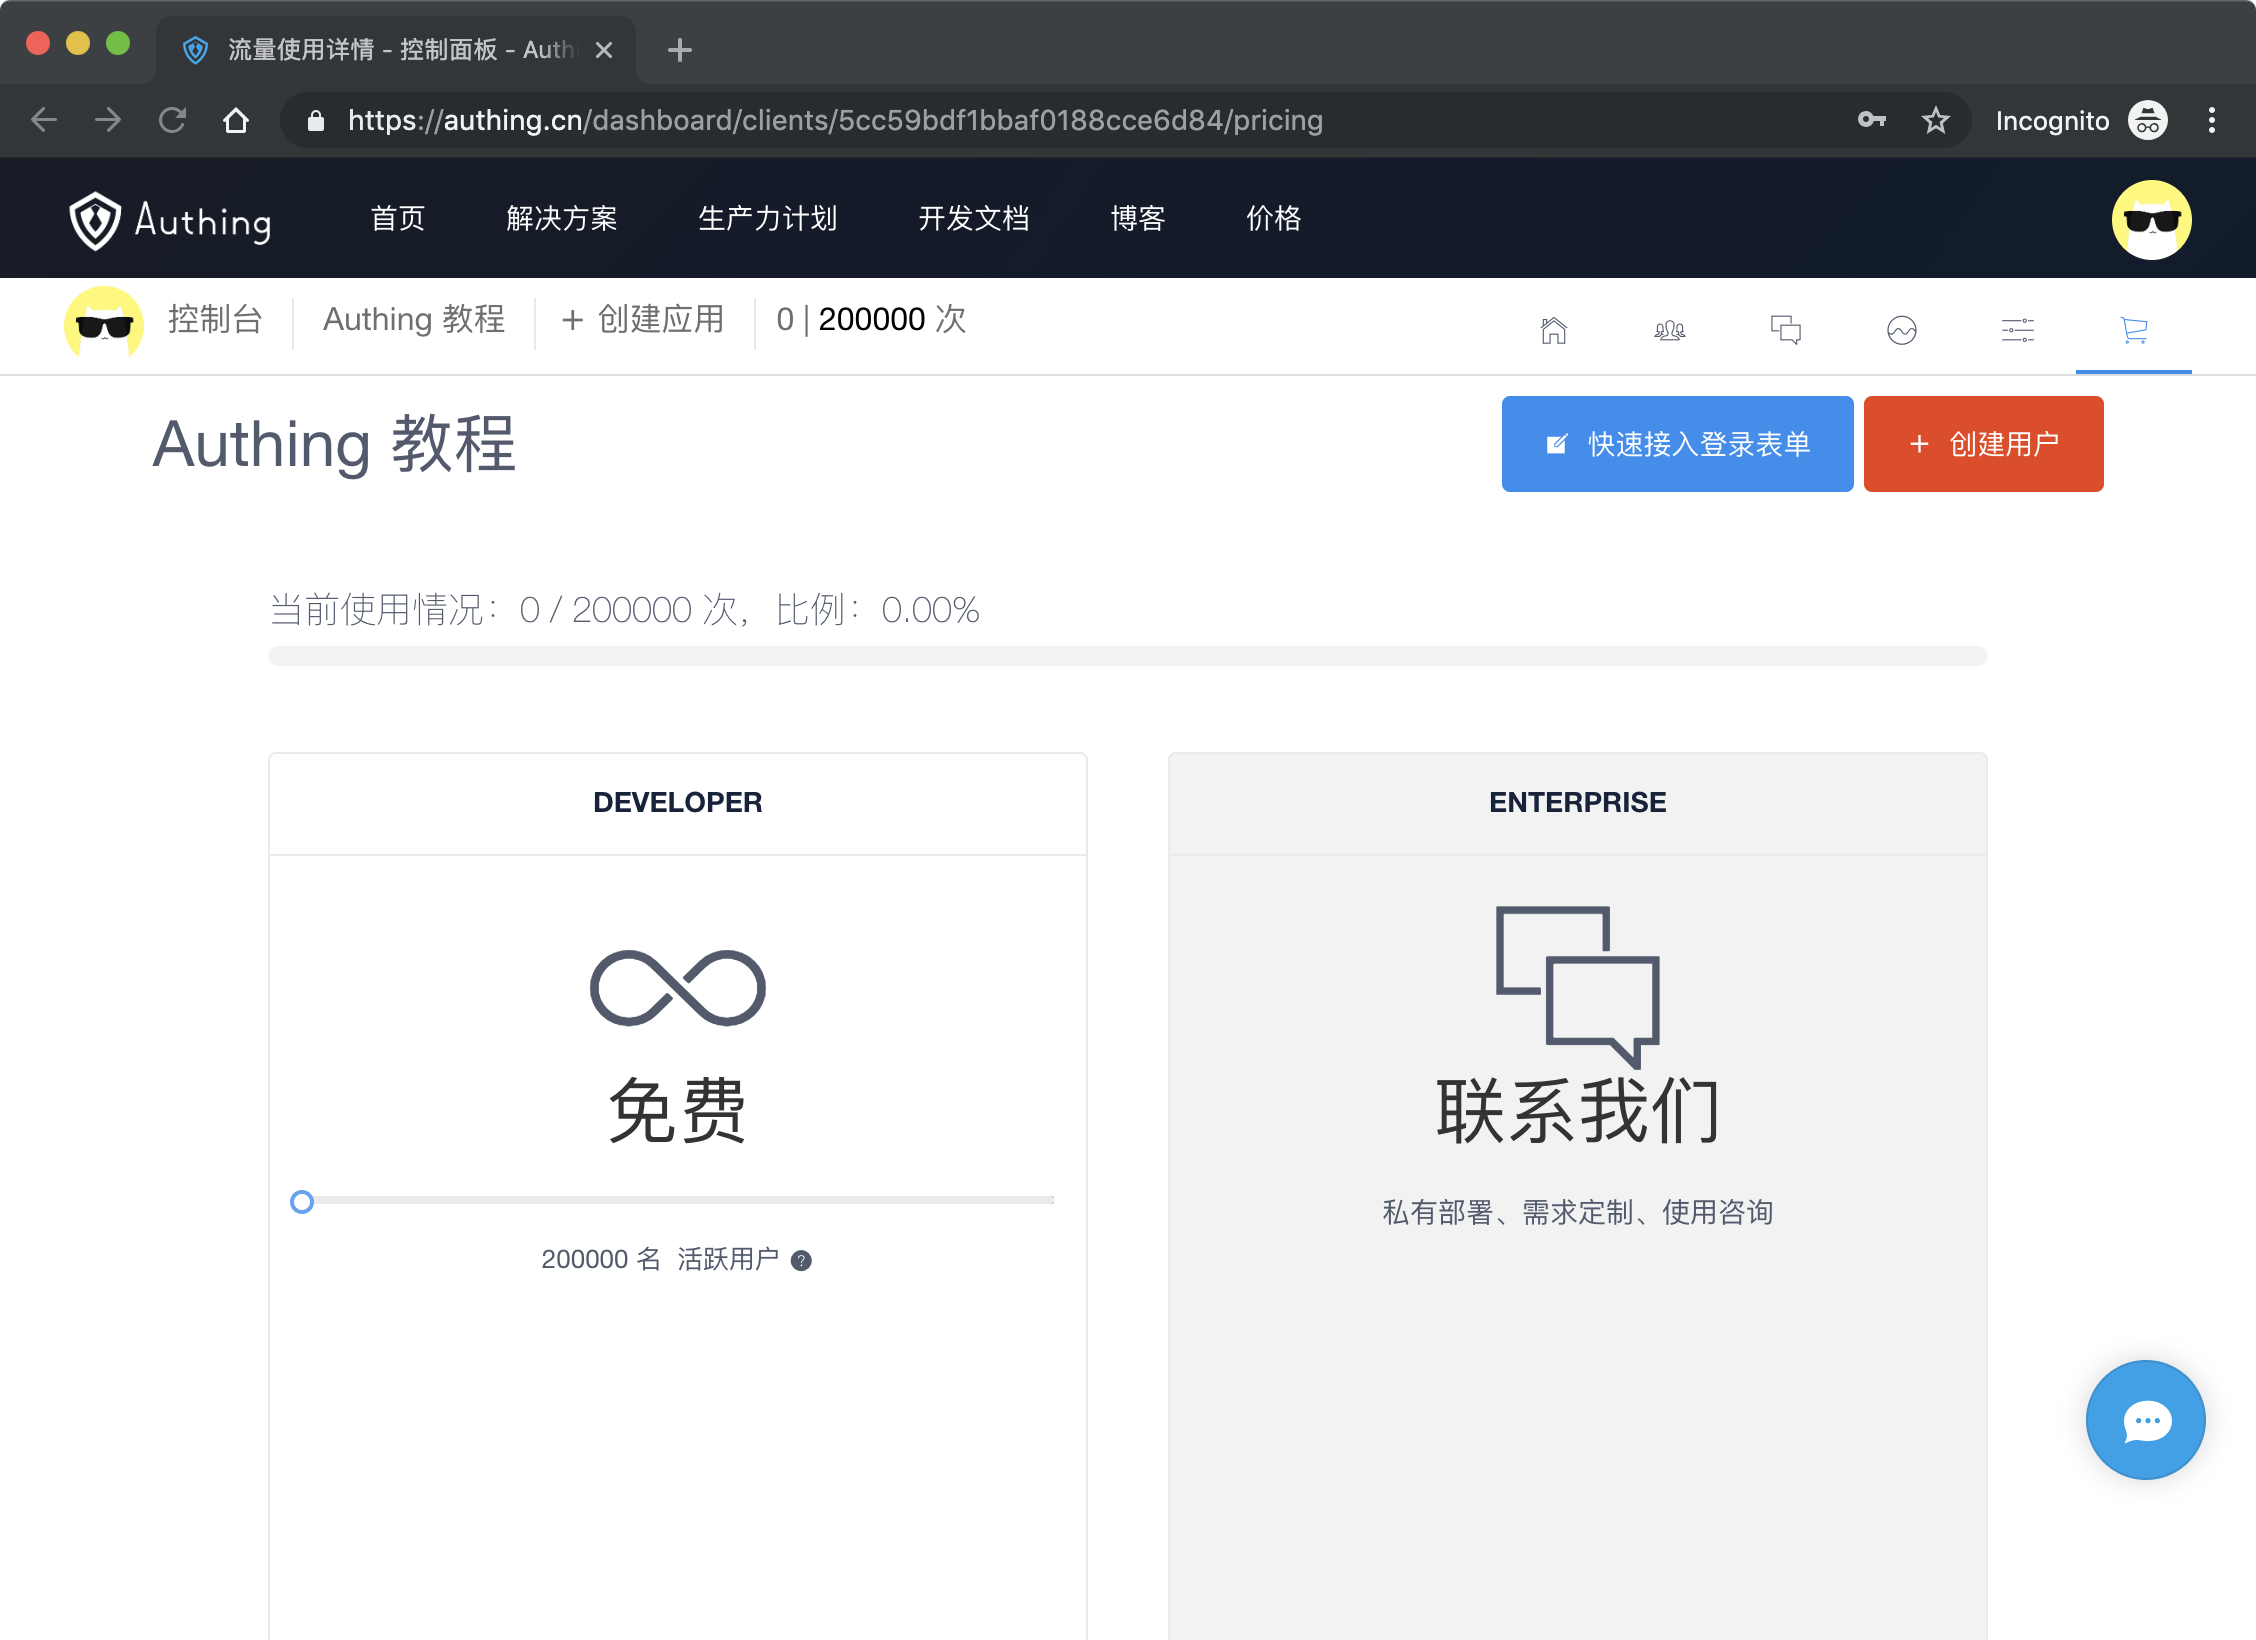 流量使用详情 - 控制面板 - Auth
https://authing.cn/dashboard/clients/5cc59bdf1bbaf0188cce6d84/pricing
Incognito
Authing
首页
解决方案
生产力计划
开发文档
博客
价格
控制台
Authing 教程
+ 创建应用
0 | 200000 次
Authing 教程
快速接入登录表单
+ 创建用户
当前使用情况：0 / 200000 次，比例：0.00%
DEVELOPER
免费
200000 名 活跃用户 ?
ENTERPRISE
联系我们
私有部署、需求定制、使用咨询